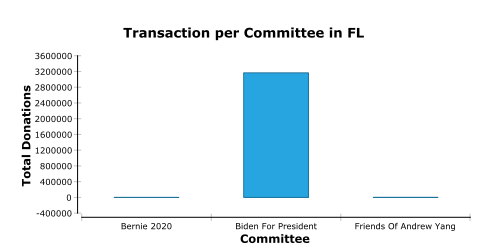 Transaction per Committee in FL
Total Donations
3600000
3200000
2800000
2400000
2000000
1600000
1200000
800000
400000
0
-400000
Bernie 2020
Biden For President
Friends Of Andrew Yang
Committee